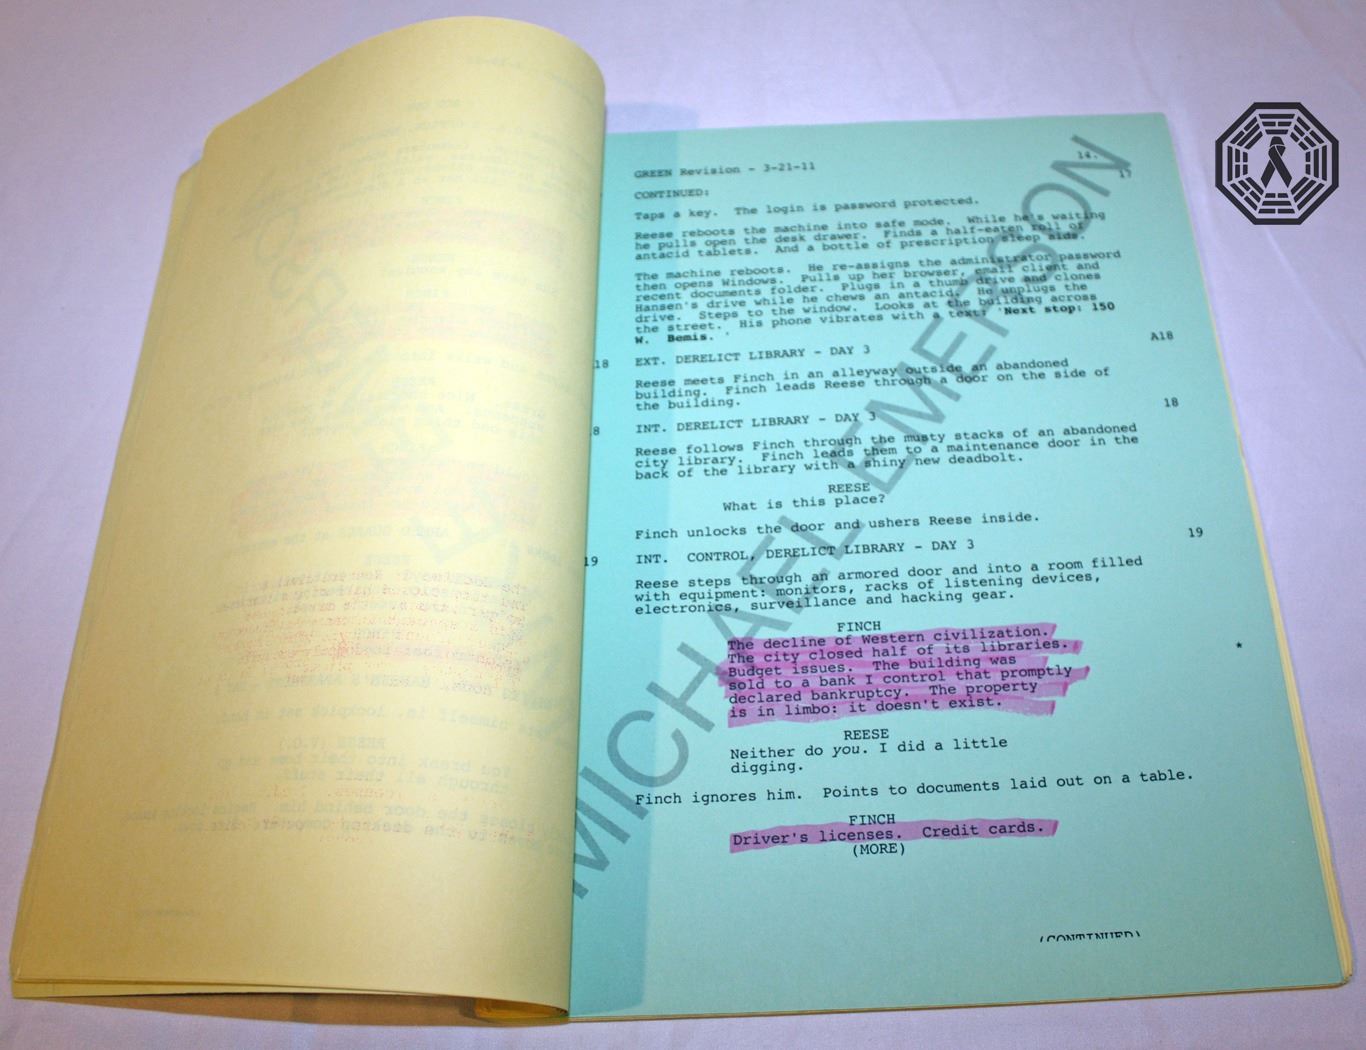 14.
GREEN Revision - 3-21-11
17
CONTINUED:
Taps a key. The login is password protected.
Reese reboots the machine into safe mode. While he's waiting
he pulls open the desk drawer. Finds a half-eaten roll of
antacid tablets. And a bottle of prescription sleep aids.
The machine reboots. He re-assigns the administrator password
then opens Windows. Pulls up her browser, email client and
recent documents folder. Plugs in a thumb drive and clones
Hansen's drive while he chews an antacid. He unplugs the
drive. Steps to the window. Looks at the building across
the street. His phone vibrates with a text: 'Next stop: 150
W. Bemis.'
18 EXT. DERELICT LIBRARY - DAY 3 A18
Reese meets Finch in an alleyway outside an abandoned
building. Finch leads Reese through a door on the side of
the building.
8 INT. DERELICT LIBRARY - DAY 3 18
Reese follows Finch through the musty stacks of an abandoned
city library. Finch leads them to a maintenance door in the
back of the library with a shiny new deadbolt.
REESE
What is this place?
Finch unlocks the door and ushers Reese inside.
19 INT. CONTROL, DERELICT LIBRARY - DAY 3 19
Reese steps through an armored door and into a room filled
with equipment: monitors, racks of listening devices,
electronics, surveillance and hacking gear.
FINCH
The decline of Western civilization.
The city closed half of its libraries. *
Budget issues. The building was
sold to a bank I control that promptly
declared bankruptcy. The property
is in limbo: it doesn't exist.
REESE
Neither do you. I did a little
digging.
Finch ignores him. Points to documents laid out on a table.
FINCH
Driver's licenses. Credit cards.
(MORE)
(CONTINUED)
MICHAEL EMERSON